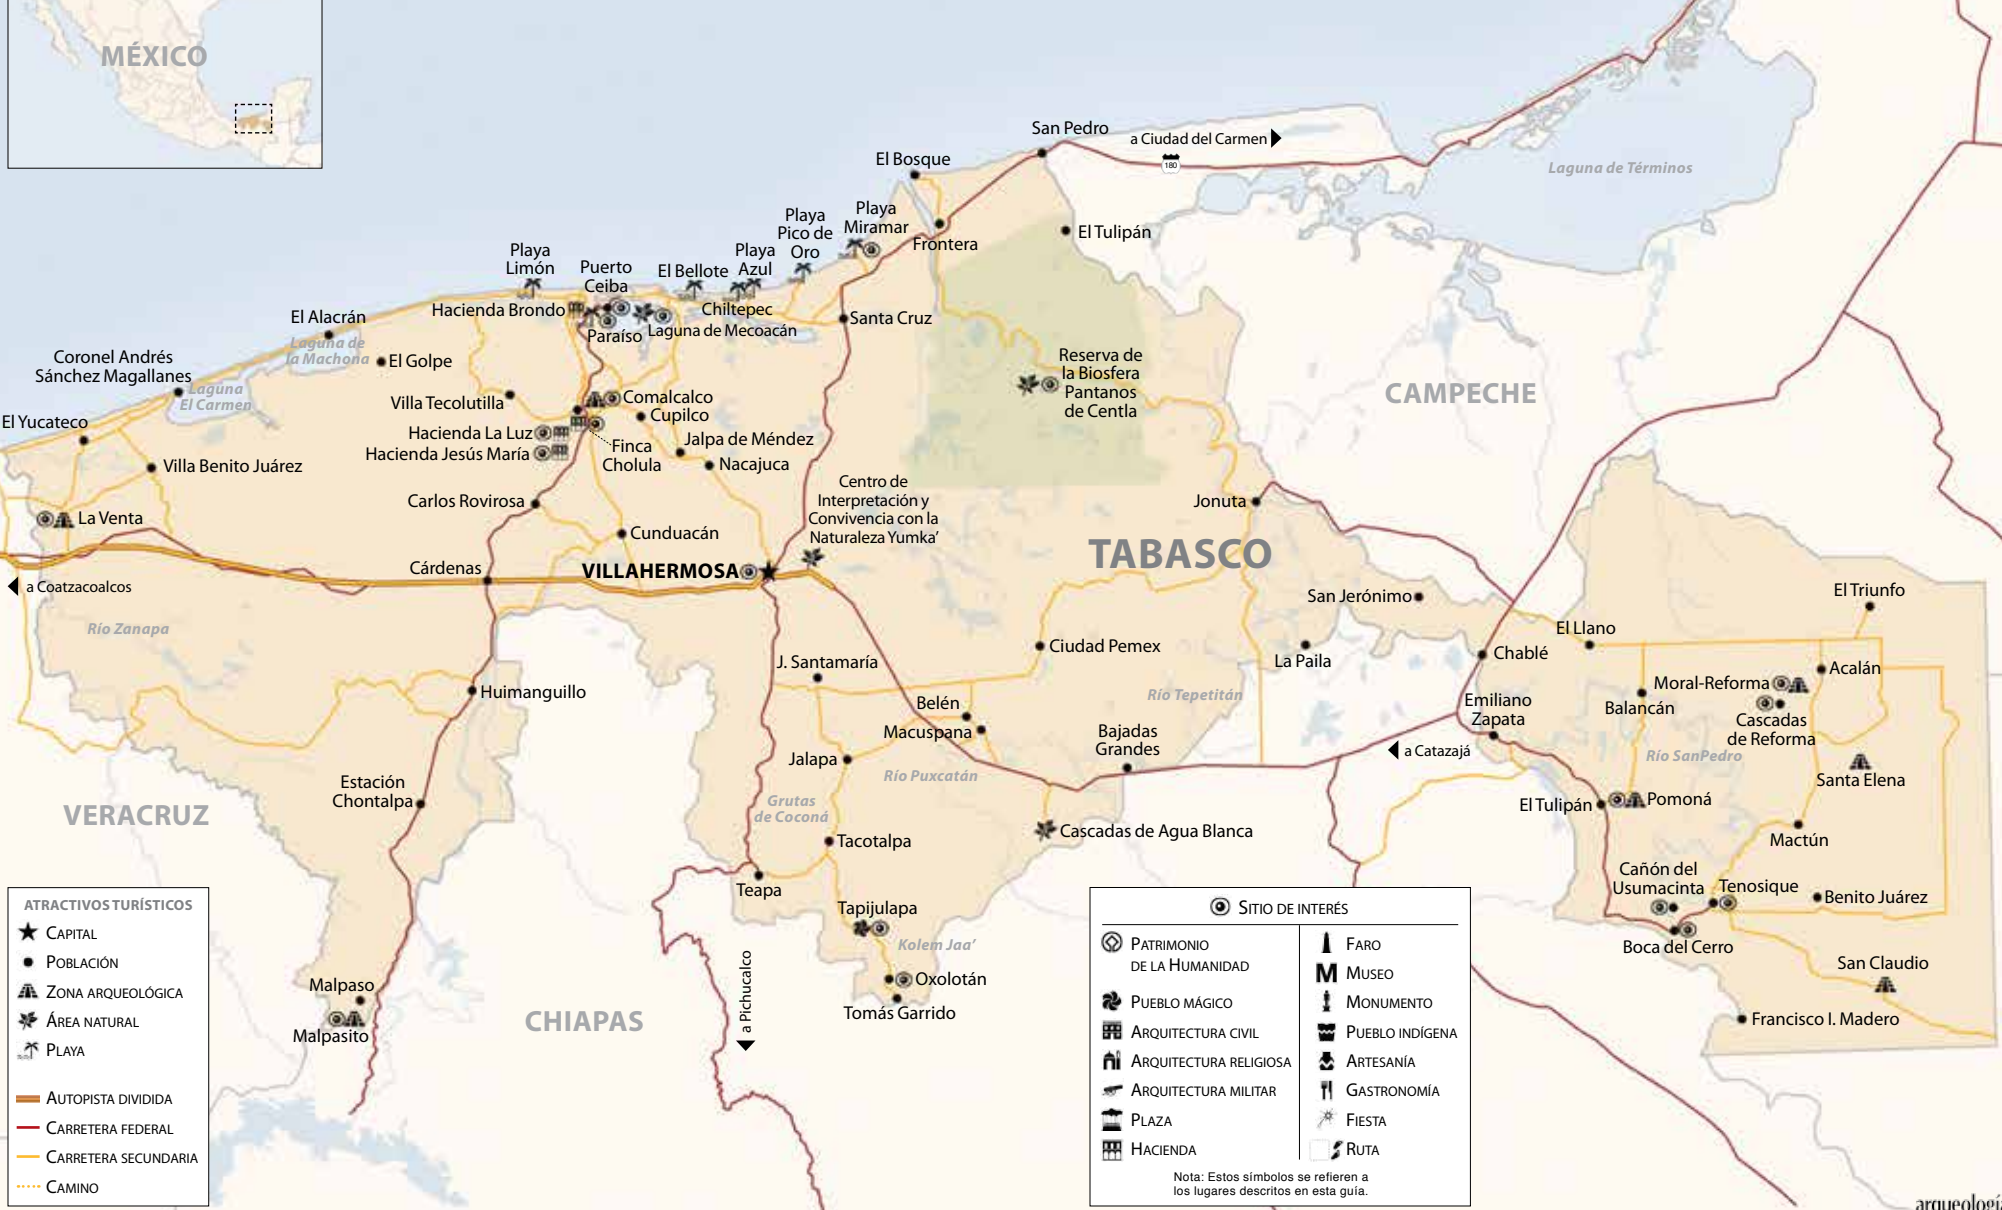 MÉXICO
San Pedro
a Ciudad del Carmen
180
Laguna de Términos
El Bosque
Playa
Miramar
Playa
Pico de
Oro
Frontera
El Tulipán
Playa
Limón
Puerto
Ceiba
El Bellote
Playa
Azul
Hacienda Brondo
Chiltepec
Paraíso
Laguna de Mecoacán
Santa Cruz
El Alacrán
Laguna de
la Machona
El Golpe
Coronel Andrés
Sánchez Magallanes
Laguna
El Carmen
El Yucateco
Villa Tecolutilla
Comalcalco
Cupilco
Reserva de
la Biosfera
Pantanos
de Centla
CAMPECHE
Hacienda La Luz
Hacienda Jesús María
Finca
Cholula
Jalpa de Méndez
Nacajuca
Villa Benito Juárez
Centro de
Interpretación y
Convivencia con la
Naturaleza Yumka’
Carlos Rovirosa
Jonuta
La Venta
Cunduacán
TABASCO
Cárdenas
VILLAHERMOSA
a Coatzacoalcos
San Jerónimo
El Triunfo
Río Zanapa
El Llano
Ciudad Pemex
La Paila
Chablé
J. Santamaría
Acalán
Moral-Reforma
Huimanguillo
Río Tepetitán
Belén
Macuspana
Emiliano
Zapata
Balancán
Cascadas
de Reforma
Bajadas
Grandes
a Catazajá
Río SanPedro
Jalapa
Río Puxcatán
Santa Elena
Estación
Chontalpa
VERACRUZ
Grutas
de Coconá
El Tulipán
Pomoná
Cascadas de Agua Blanca
Tacotalpa
Mactún
Teapa
Cañón del
Usumacinta
Tenosique
Benito Juárez
Tapijulapa
Kolem Jaa’
Boca del Cerro
San Claudio
Oxolotán
Malpaso
Malpasito
CHIAPAS
a Pichucalco
Tomás Garrido
Francisco I. Madero
ATRACTIVOS TURÍSTICOS
CAPITAL
POBLACIÓN
ZONA ARQUEOLÓGICA
ÁREA NATURAL
PLAYA
AUTOPISTA DIVIDIDA
CARRETERA FEDERAL
CARRETERA SECUNDARIA
CAMINO
SITIO DE INTERÉS
PATRIMONIO
DE LA HUMANIDAD
PUEBLO MÁGICO
ARQUITECTURA CIVIL
ARQUITECTURA RELIGIOSA
ARQUITECTURA MILITAR
PLAZA
HACIENDA
FARO
M MUSEO
MONUMENTO
PUEBLO INDÍGENA
ARTESANÍA
GASTRONOMÍA
FIESTA
RUTA
Nota: Estos símbolos se refieren a
los lugares descritos en esta guía.
arqueología